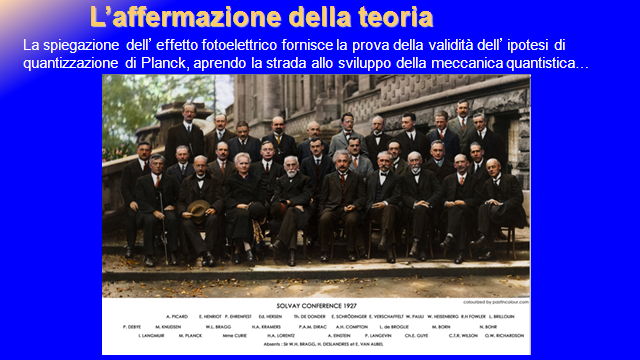 L'affermazione della teoria
La spiegazione dell' effetto fotoelettrico fornisce la prova della validità dell' ipotesi di
quantizzazione di Planck, aprendo la strada allo sviluppo della meccanica quantistica…
colourized by pastincolour.com
SOLVAY CONFERENCE 1927
A. PICARD E. HENRIOT P. EHRENFEST Ed. HERSEN Th. DE DONDER E. SCHRÖDINGER E. VERSCHAFFELT W. PAULI W. HEISENBERG R.H FOWLER L. BRILLOUIN
P. DEBYE M. KNUDSEN W.L. BRAGG H.A. KRAMERS P.A.M. DIRAC A.H. COMPTON L. de BROGLIE M. BORN N. BOHR
I. LANGMUIR M. PLANCK Mme CURIE H.A. LORENTZ A. EINSTEIN P. LANGEVIN Ch.E. GUYE C.T.R. WILSON O.W. RICHARDSON
Absents : Sir W.H. BRAGG, H. DESLANDRES et E. VAN AUBEL